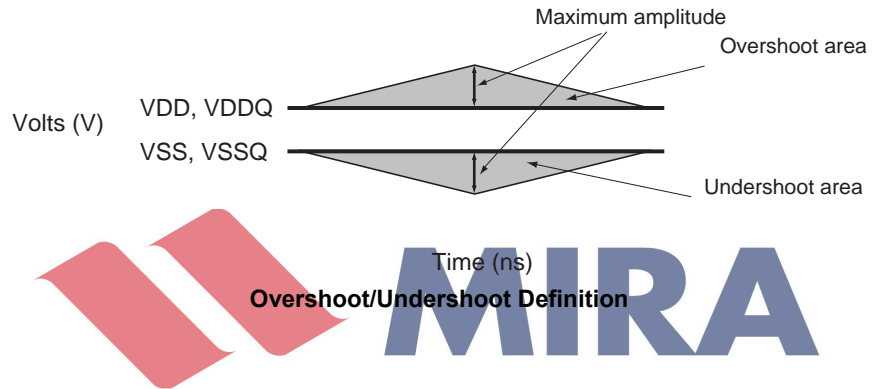 Maximum amplitude
Overshoot area
VDD, VDDQ
Volts (V)
VSS, VSSQ
Undershoot area
Time (ns)
Overshoot/Undershoot Definition
MIRA